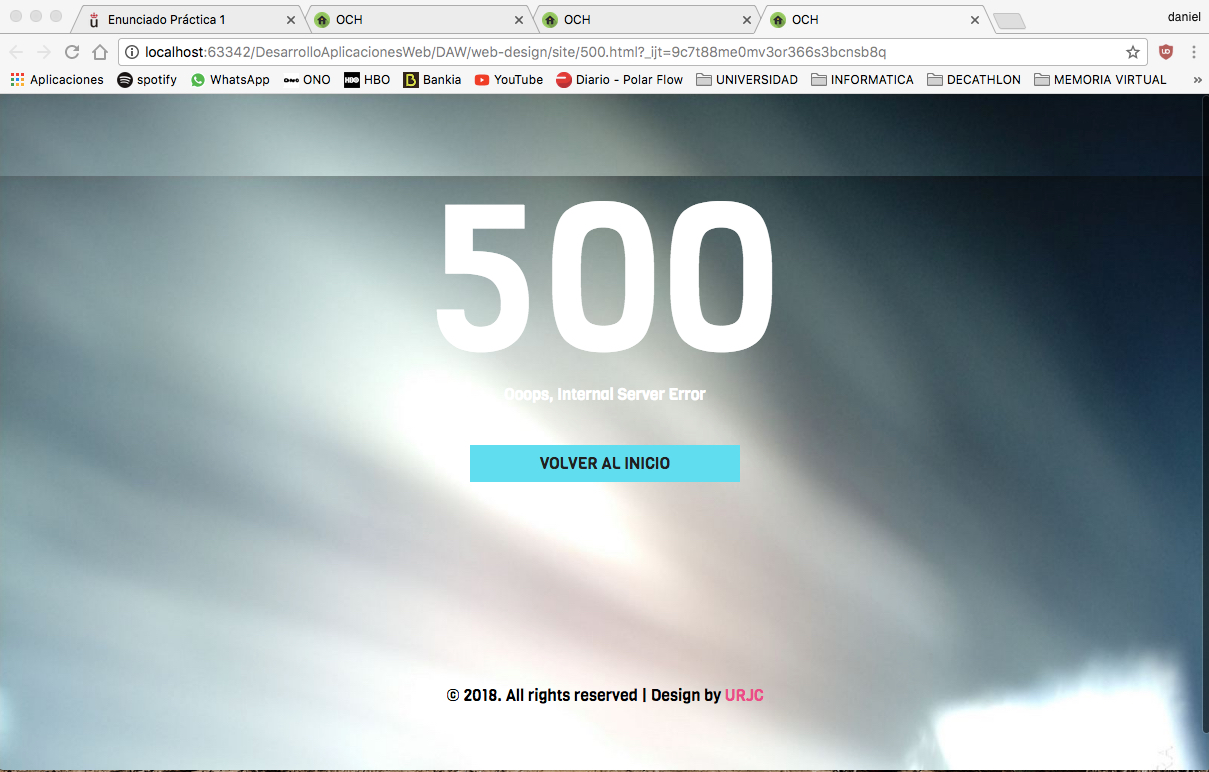 Enunciado Práctica 1
OCH
OCH
OCH
daniel
localhost:63342/DesarrolloAplicacionesWeb/DAW/web-design/site/500.html?_ijt=9c7t88me0mv3or366s3bcnsb8q
Aplicaciones spotify WhatsApp ONO HBO Bankia YouTube Diario - Polar Flow UNIVERSIDAD INFORMATICA DECATHLON MEMORIA VIRTUAL »
500
Ooops, Internal Server Error
VOLVER AL INICIO
© 2018. All rights reserved | Design by URJC